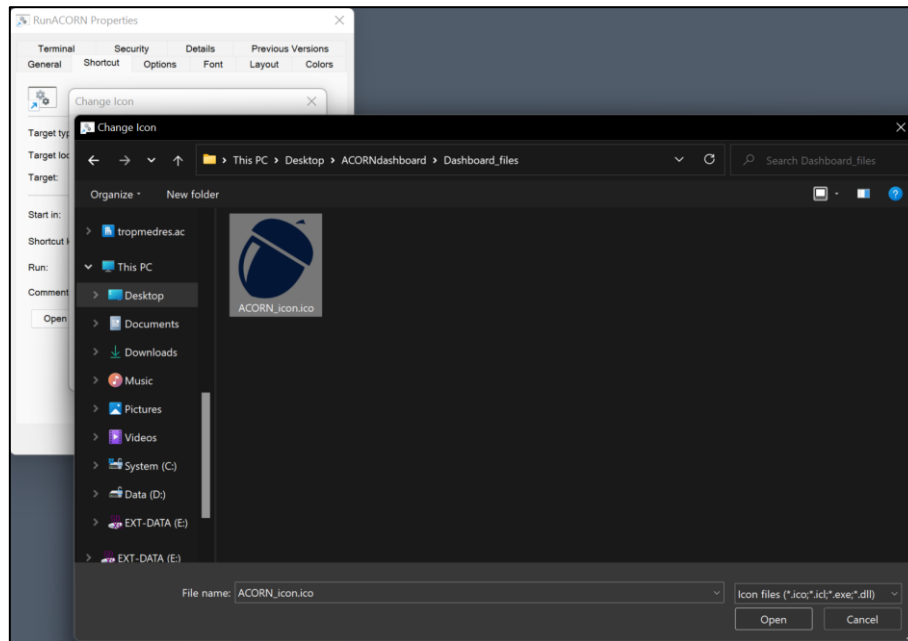 RunACORN Properties
Terminal Security Details Previous Versions
General Shortcut Options Font Layout Colors
Change Icon
Target
Target
Target:
Start in:
Shortcut
Run:
Comment
Open
Change Icon
This PC > Desktop > ACORNdashboard > Dashboard_files
Search Dashboard_files
Organize New folder
tropmedres.ac
This PC
Desktop
Documents
Downloads
Music
Pictures
Videos
System (C:)
Data (D:)
EXT-DATA (E:)
EXT-DATA (E:)
ACORN_icon.ico
File name: ACORN_icon.ico
Icon files (*.ico;*.icl;*.exe;*.dll)
Open Cancel